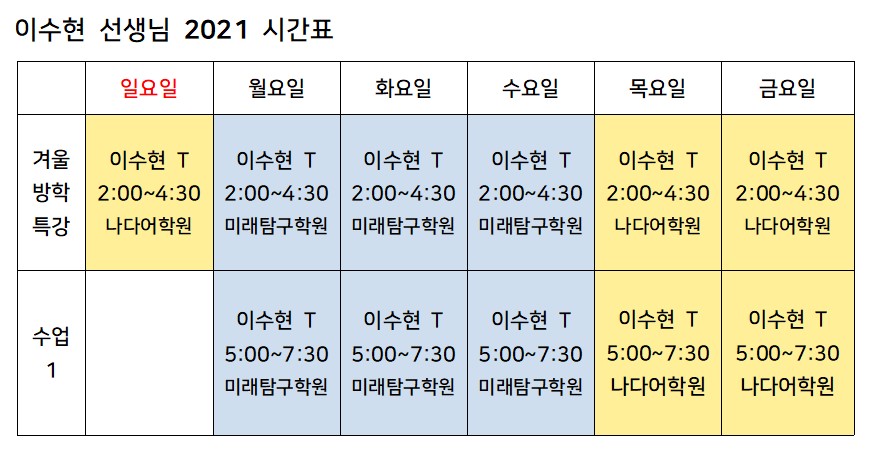 이수현 선생님 2021 시간표
일요일 월요일 화요일 수요일 목요일 금요일
겨울
방학
특강
이수현 T
2:00~4:30
나다어학원
이수현 T
2:00~4:30
미래탐구학원
이수현 T
2:00~4:30
미래탐구학원
이수현 T
2:00~4:30
미래탐구학원
이수현 T
2:00~4:30
나다어학원
이수현 T
2:00~4:30
나다어학원
수업
1
이수현 T
5:00~7:30
미래탐구학원
이수현 T
5:00~7:30
미래탐구학원
이수현 T
5:00~7:30
미래탐구학원
이수현 T
5:00~7:30
나다어학원
이수현 T
5:00~7:30
나다어학원